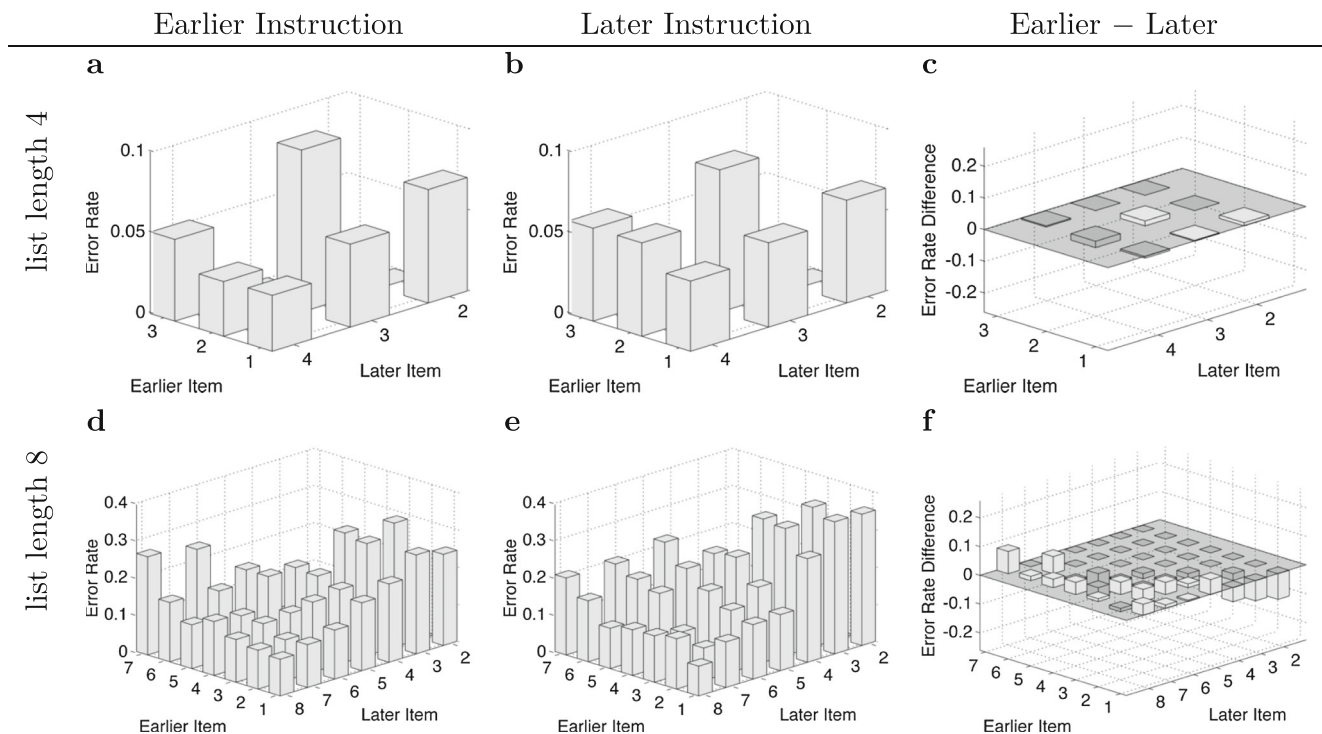 Earlier Instruction Later Instruction Earlier − Later
a b c
list length 4
0.1 0.05 0
Error Rate
3 2 1
Earlier Item
4 3 2
Later Item
0.1 0.05 0
Error Rate
3 2 1
Earlier Item
4 3 2
Later Item
0.2 0.1 0 -0.1 -0.2
Error Rate Difference
3 2 1
Earlier Item
4 3 2
Later Item
d e f
list length 8
0.4 0.3 0.2 0.1 0
Error Rate
7 6 5 4 3 2 1
Earlier Item
8 7 6 5 4 3 2
Later Item
0.4 0.3 0.2 0.1 0
Error Rate
7 6 5 4 3 2 1
Earlier Item
8 7 6 5 4 3 2
Later Item
0.2 0.1 0 -0.1 -0.2
Error Rate Difference
7 6 5 4 3 2 1
Earlier Item
8 7 6 5 4 3 2
Later Item